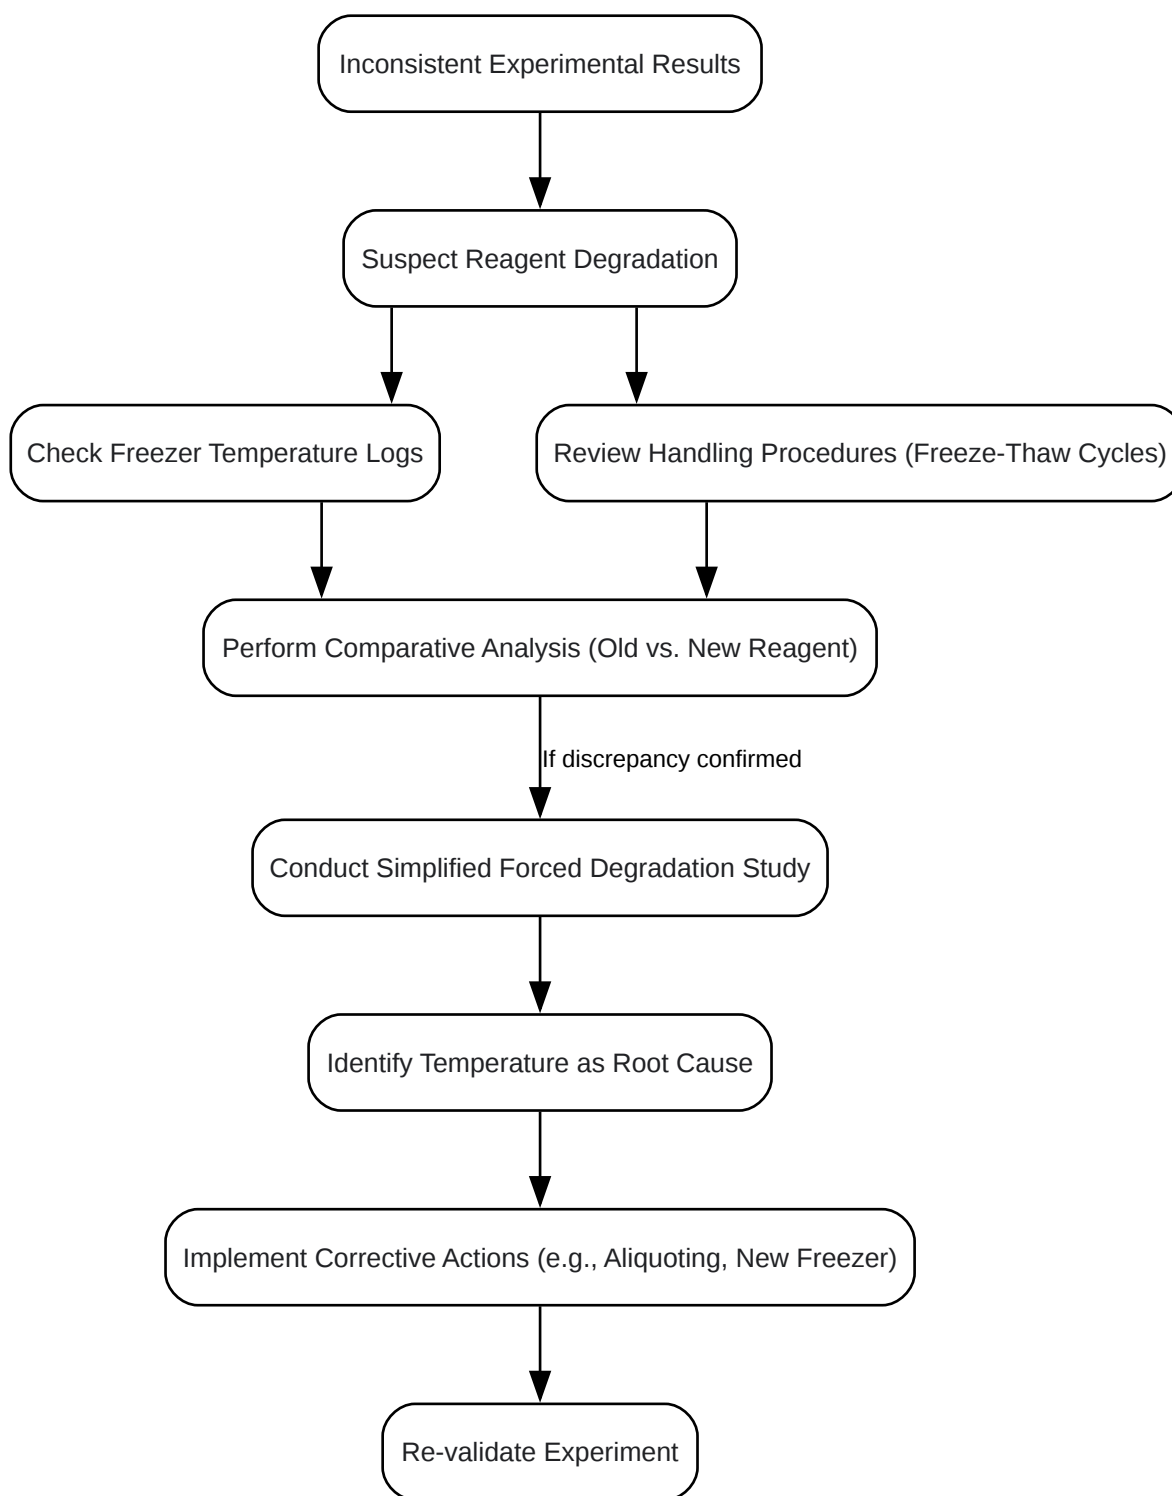 Inconsistent Experimental Results
Suspect Reagent Degradation
Check Freezer Temperature Logs
Review Handling Procedures (Freeze-Thaw Cycles)
Perform Comparative Analysis (Old vs. New Reagent)
If discrepancy confirmed
Conduct Simplified Forced Degradation Study
Identify Temperature as Root Cause
Implement Corrective Actions (e.g., Aliquoting, New Freezer)
Re-validate Experiment